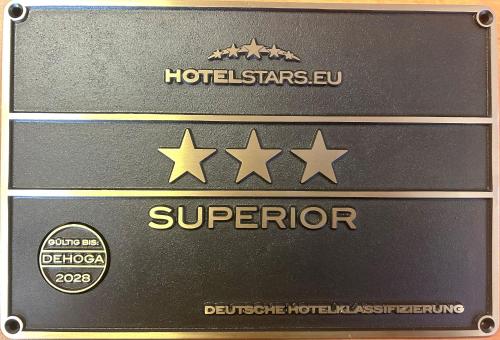 HOTELSTARS.EU
SUPERIOR
GÜLTIG BIS:
DEHOGA
2028
DEUTSCHE HOTELKLASSIFIZIERUNG